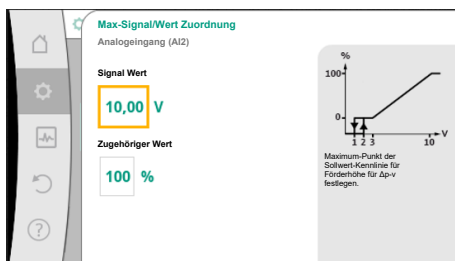 Max-Signal/Wert Zuordnung
Analogeingang (AI2)
Signal Wert
10,00 V
Zugehöriger Wert
100 %
%
100
0
1 2 3 10 V
Maximum-Punkt der
Sollwert-Kennlinie für
Förderhöhe für Δp-v
festlegen.